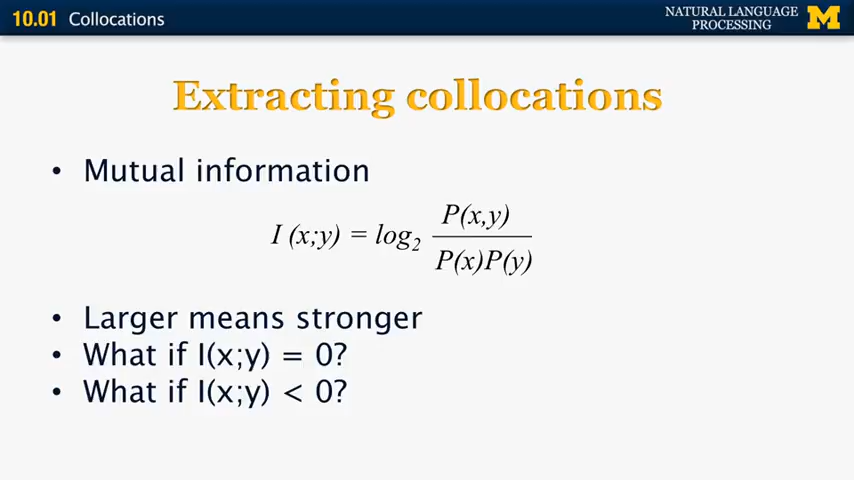 10.01 Collocations
NATURAL LANGUAGE
PROCESSING
M
Extracting collocations
• Mutual information
I (x;y) = log2 P(x,y)
P(x)P(y)
• Larger means stronger
• What if I(x;y) = 0?
• What if I(x;y) < 0?